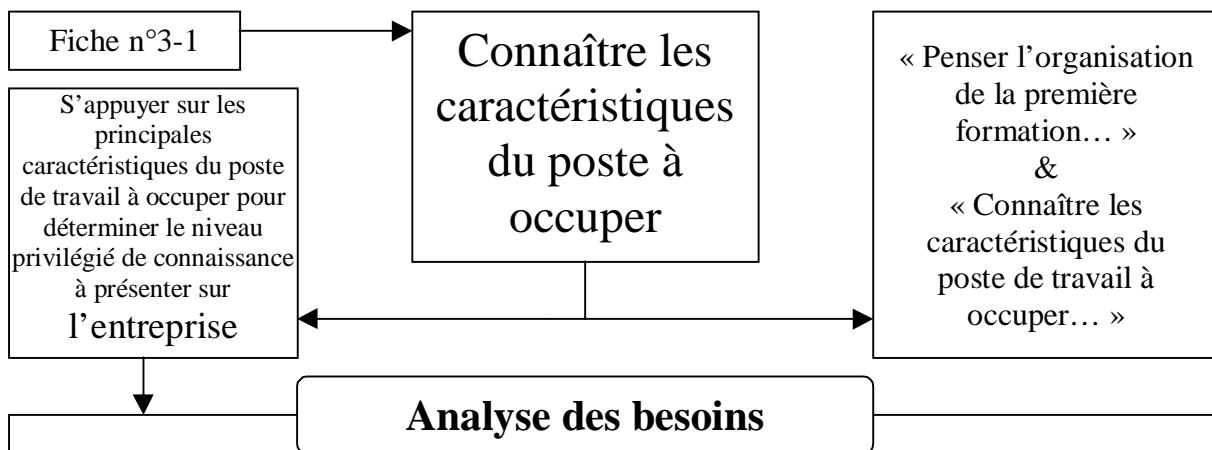 Fiche n°3-1
S’appuyer sur les
principales
caractéristiques du poste
de travail à occuper pour
déterminer le niveau
privilégié de connaissance
à présenter sur
l’entreprise
Connaître les
caractéristiques
du poste à
occuper
« Penser l’organisation
de la première
formation… »
&
« Connaître les
caractéristiques du
poste de travail à
occuper… »
Analyse des besoins